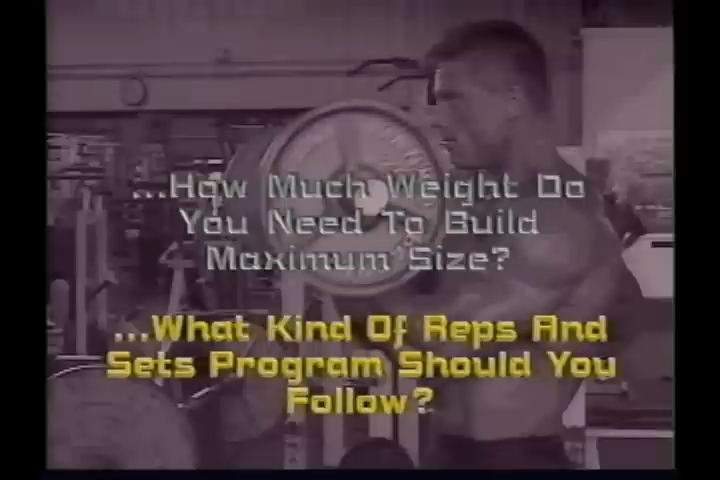 ...How Much Weight Do
You Need To Build
Maximum Size?
...What Kind Of Reps And
Sets Program Should You
Follow?